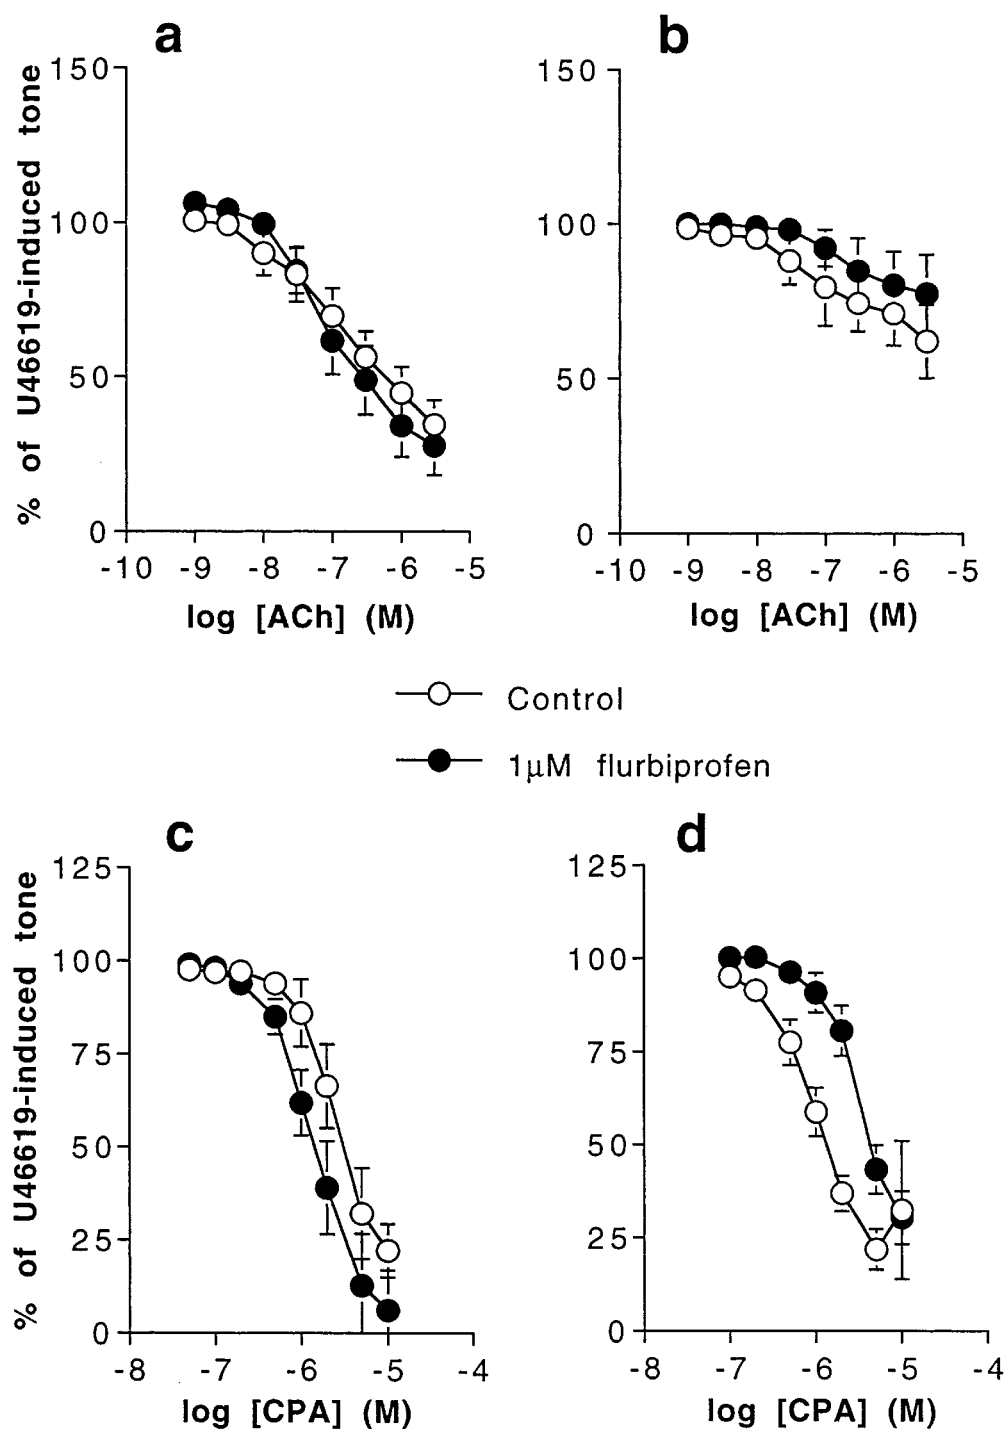 a
b
% of U46619-induced tone
150
100
50
0
-10 -9 -8 -7 -6 -5
log [ACh] (M)
150
100
50
0
-10 -9 -8 -7 -6 -5
log [ACh] (M)
Control
1μM flurbiprofen
c
d
% of U46619-induced tone
125
100
75
50
25
0
-8 -7 -6 -5 -4
log [CPA] (M)
125
100
75
50
25
0
-8 -7 -6 -5 -4
log [CPA] (M)